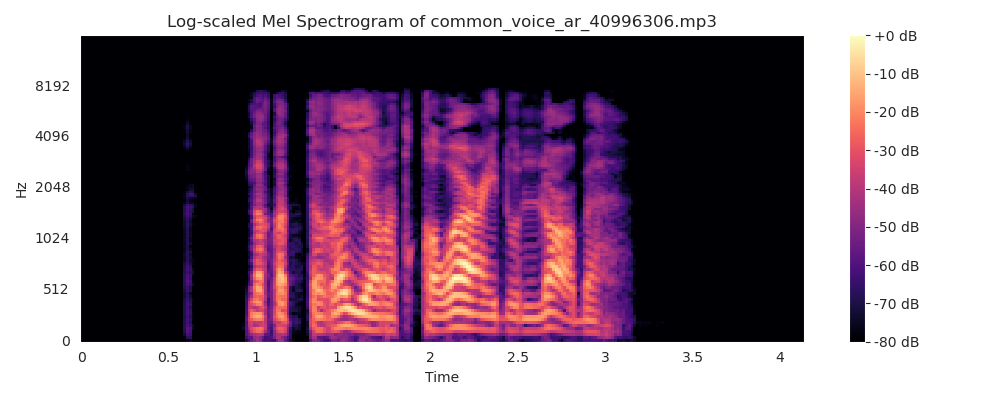 Log-scaled Mel Spectrogram of common_voice_ar_40996306.mp3
+0 dB
8192
-10 dB
4096
-20 dB
-30 dB
Hz
2048
-40 dB
1024
-50 dB
512
-60 dB
-70 dB
0
-80 dB
0 0.5 1 1.5 2 2.5 3 3.5 4
Time